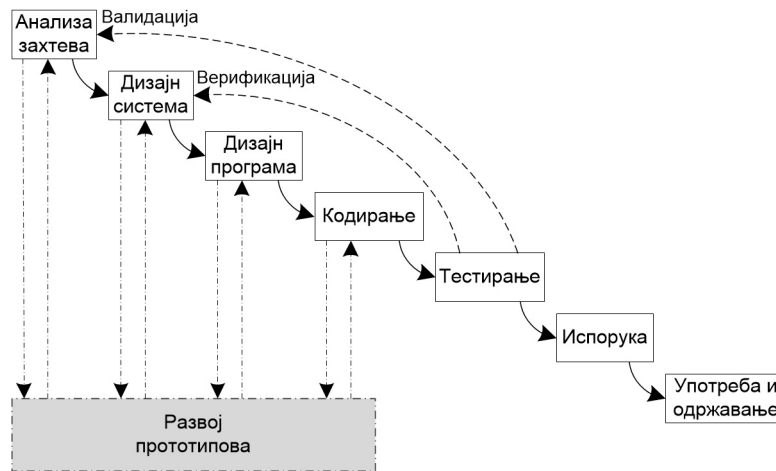 Анализа
захтева
Валидација
Дизајн
система
Верификација
Дизајн
програма
Кодирање
Тестирање
Испорука
Употреба и
одржавање
Развој
прототипова